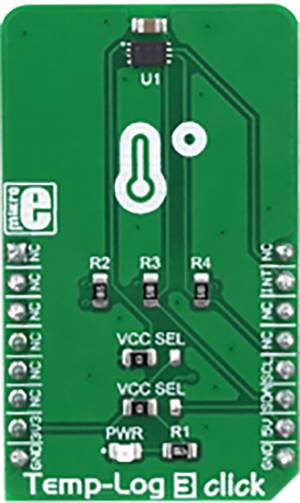 U1
mikro
e
R2 R3 R4
NC
NC
NC
NC
NC
NC
3V3
GND
NC
INT
NC
NC
SCL
SDA
5V
GND
VCC SEL
VCC SEL
PWR R1
Temp-Log 3 click